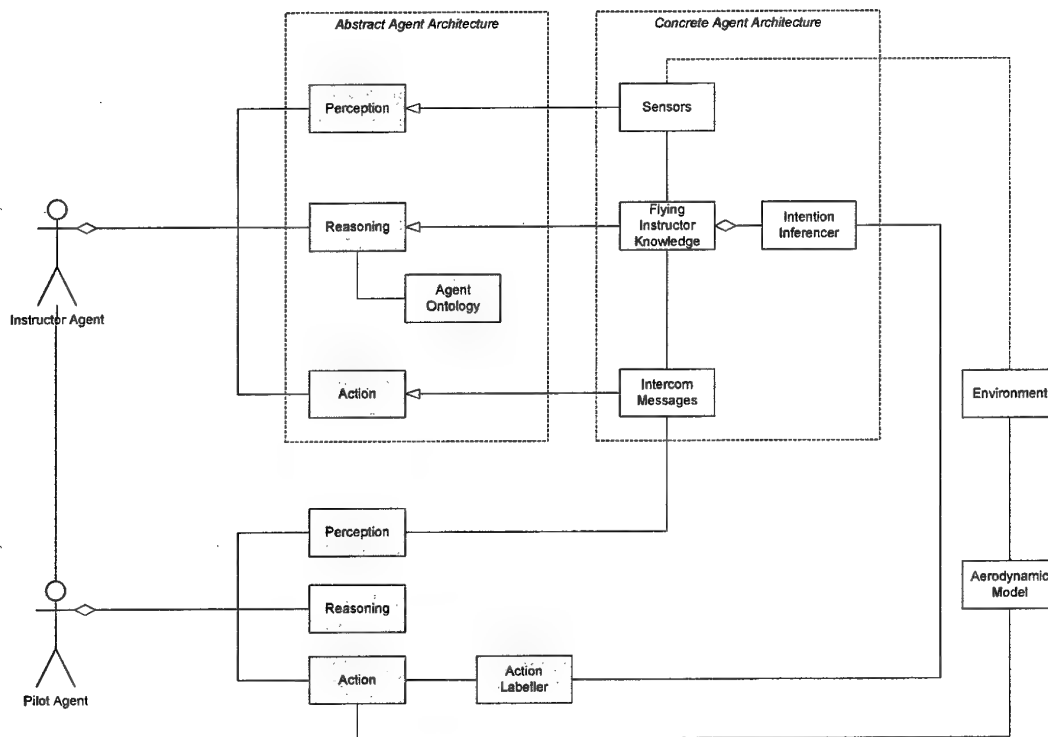 Abstract Agent Architecture
Concrete Agent Architecture
Perception
Sensors
Reasoning
Flying
Instructor
Knowledge
Intention
Inferencer
Agent
Ontology
Instructor Agent
Action
Intercom
Messages
Environment
Perception
Aerodynamic
Model
Reasoning
Action
Action
Labeller
Pilot Agent